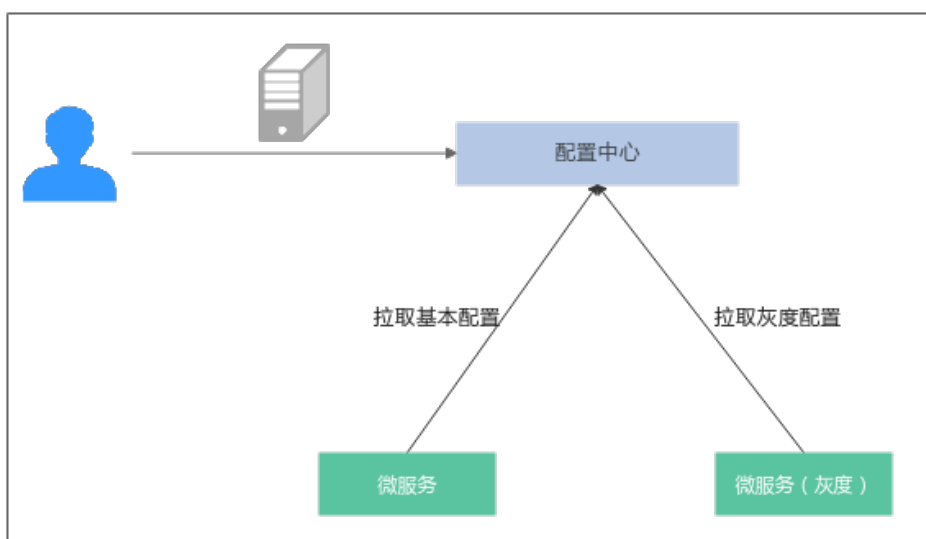 配置中心
拉取基本配置
拉取灰度配置
微服务
微服务（灰度）